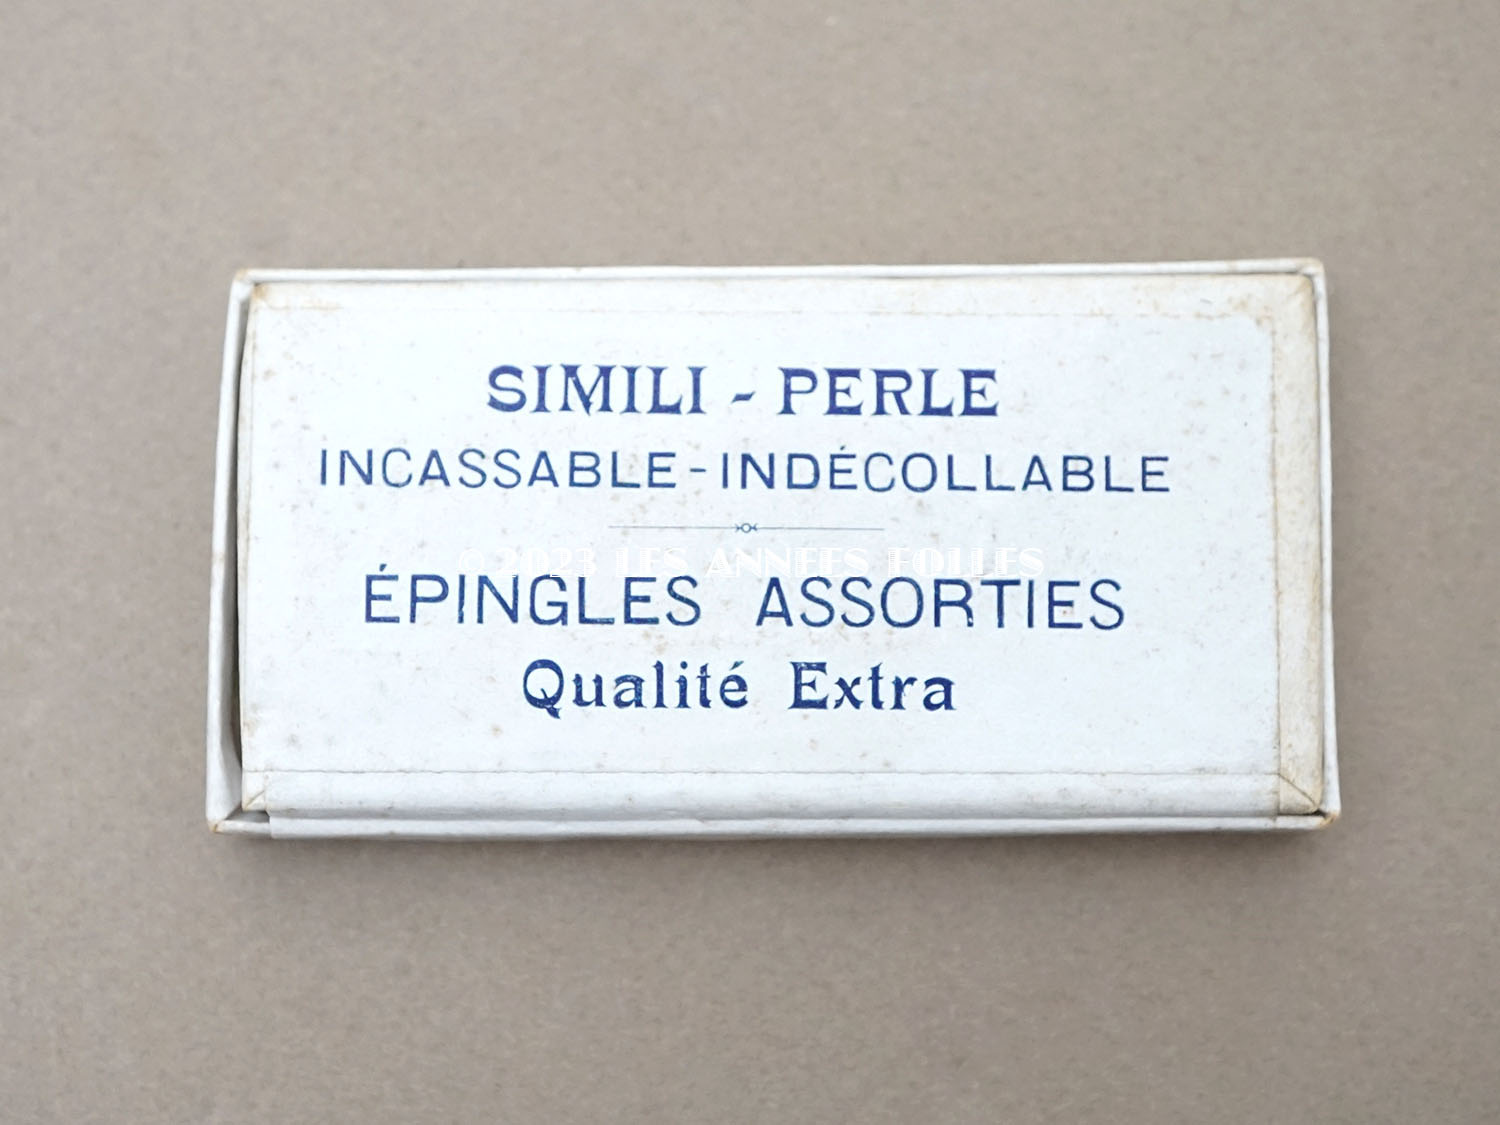 SIMILI - PERLE
INCASSABLE - INDÉCOLLABLE
© 2023 LES ANNEES FOLLES
ÉPINGLES ASSORTIES
Qualité Extra